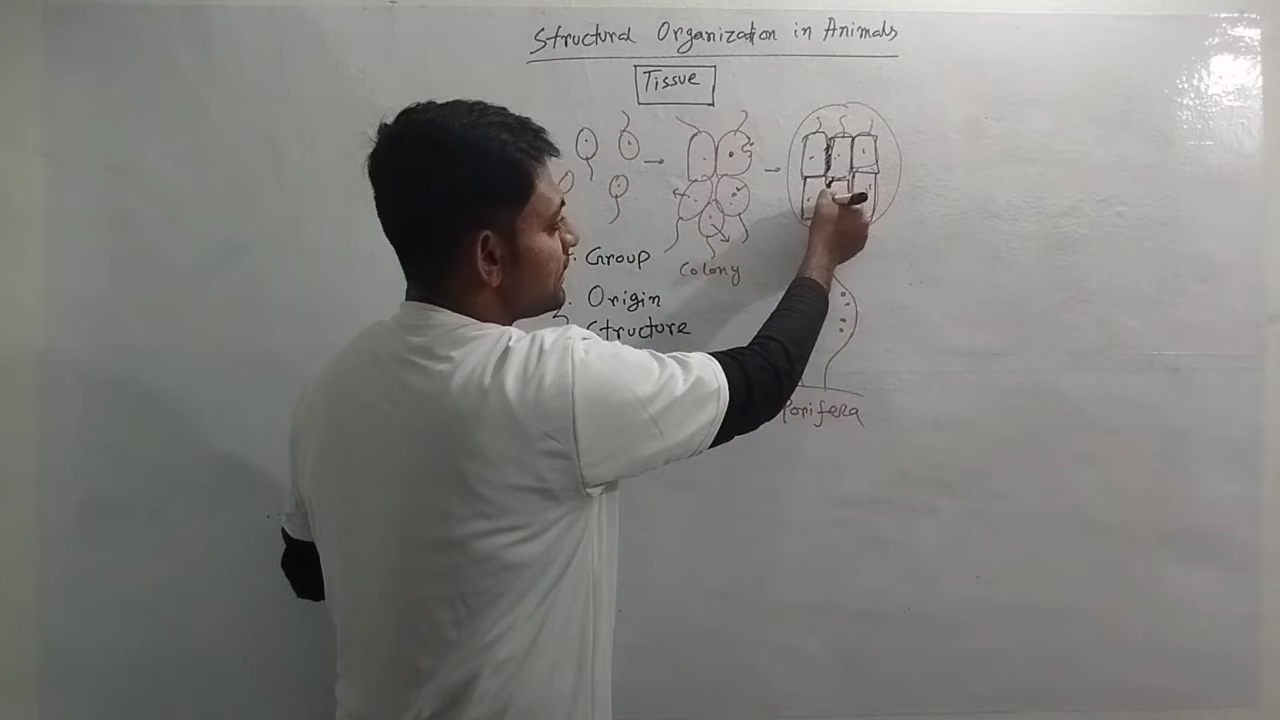 Structural Organization in Animals
Tissue
Group
Colony
Origin
Structure
Porifera